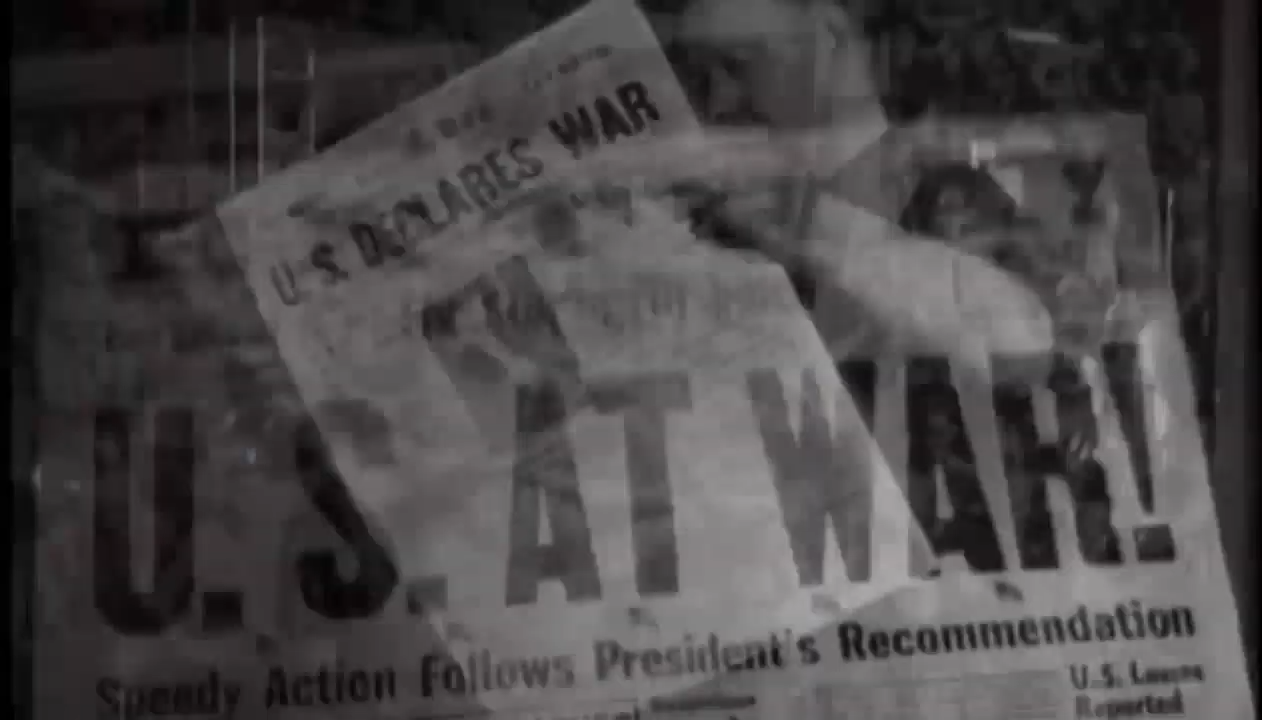 U.S. DECLARES WAR
U. S. AT WAR!
Speedy Action Follows President's Recommendation
U.S. Losses
Reported